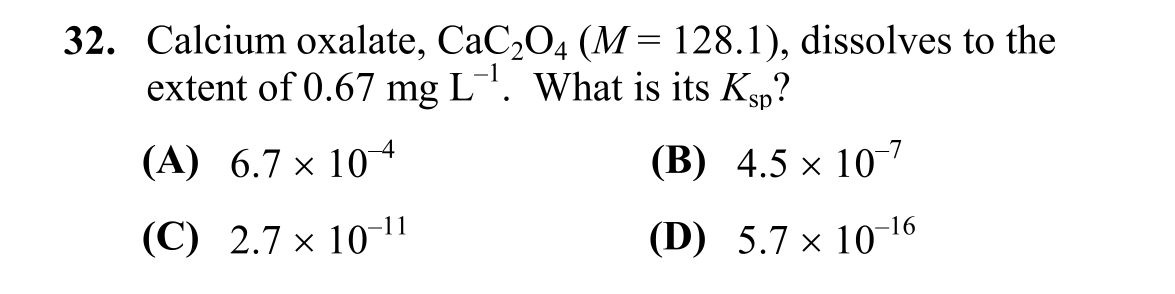 32. Calcium oxalate, CaC₂O₄ (M = 128.1), dissolves to the
extent of 0.67 mg L⁻¹. What is its Kₛₚ?
(A) 6.7 × 10⁻⁴ (B) 4.5 × 10⁻⁷
(C) 2.7 × 10⁻¹¹ (D) 5.7 × 10⁻¹⁶